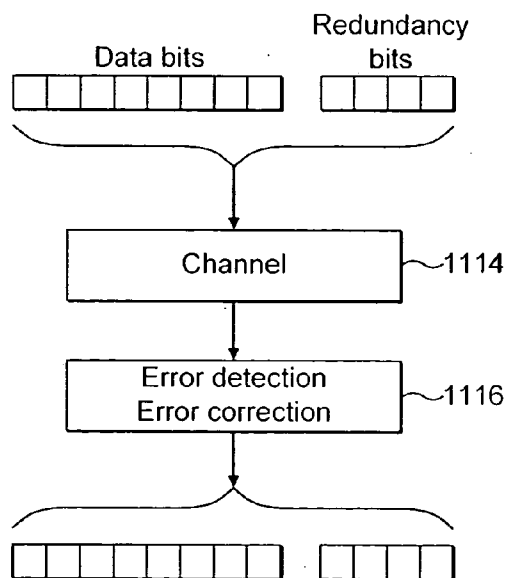 Data bits
Redundancy
bits
Channel
1114
Error detection
Error correction
1116